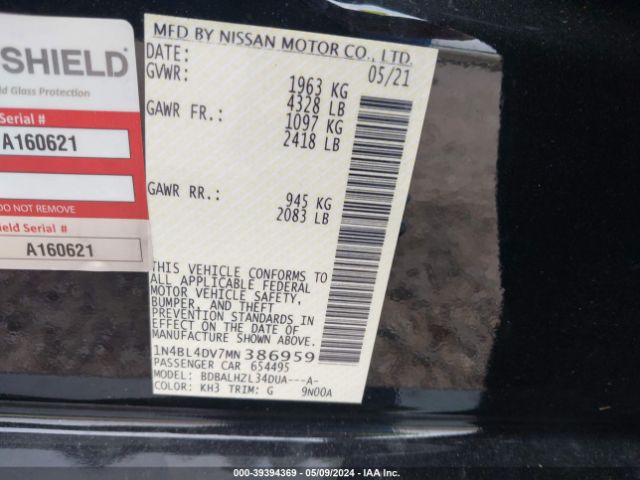 SHIELD
ld Glass Protection
Serial #
A160621
DO NOT REMOVE
ield Serial #
A160621
MFD BY NISSAN MOTOR CO., LTD.
DATE: 05/21
GVWR: 1963 KG
4328 LB
GAWR FR.: 1097 KG
2418 LB
GAWR RR.: 945 KG
2083 LB
THIS VEHICLE CONFORMS TO
ALL APPLICABLE FEDERAL
MOTOR VEHICLE SAFETY,
BUMPER, AND THEFT
PREVENTION STANDARDS IN
EFFECT ON THE DATE OF
MANUFACTURE SHOWN ABOVE.
1N4BL4DV7MN386959
PASSENGER CAR 654495
MODEL: BDBALHZL34DUA---A-
COLOR: KH3 TRIM: G 9N00A
000-39394369 - 05/09/2024 - IAA Inc.